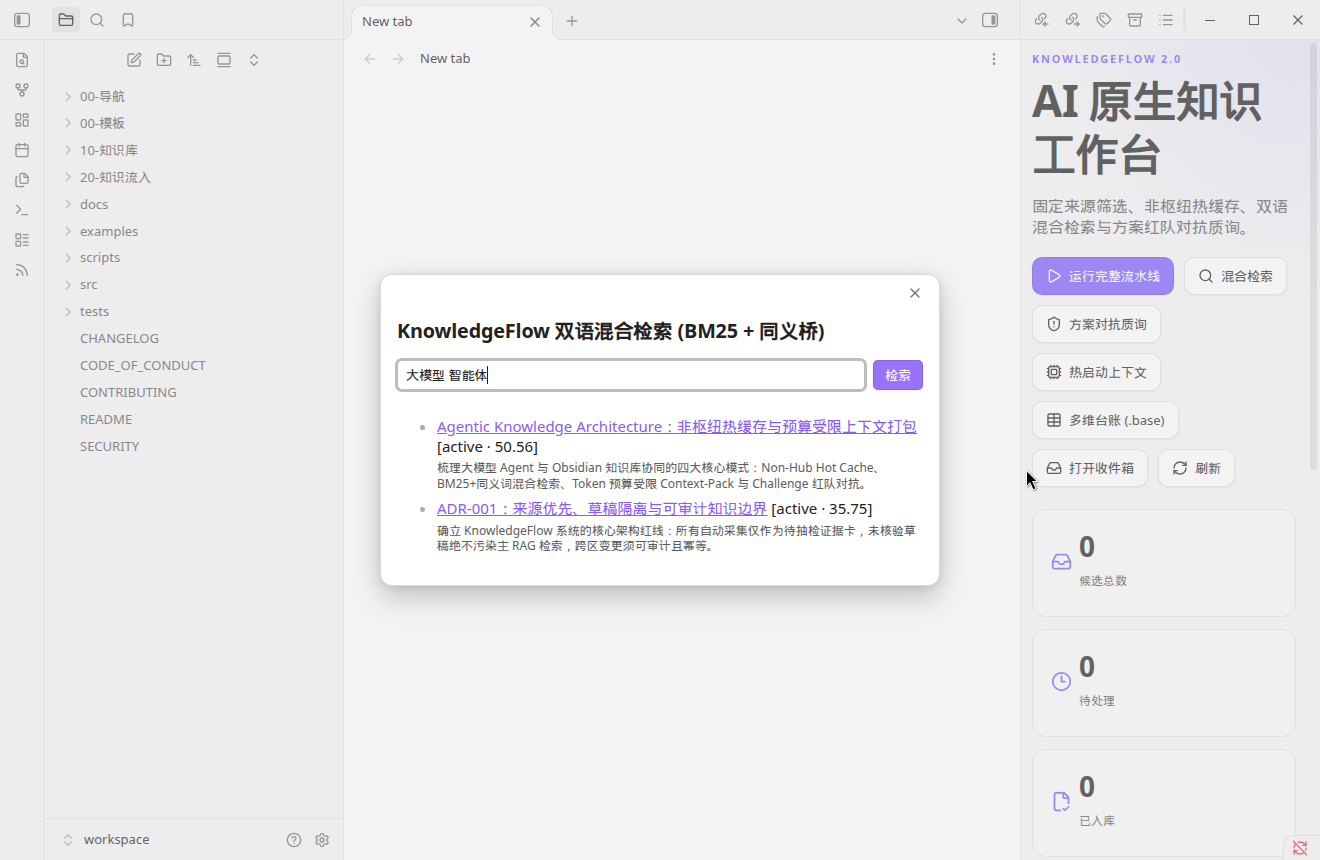 New tab
New tab
00-导航
00-模板
10-知识库
20-知识流入
docs
examples
scripts
src
tests
CHANGELOG
CODE_OF_CONDUCT
CONTRIBUTING
README
SECURITY
workspace
KnowledgeFlow 双语混合检索 (BM25 + 同义桥)
大模型 智能体
检索
Agentic Knowledge Architecture：非枢纽热缓存与预算受限上下文打包
[active · 50.56]
梳理大模型 Agent 与 Obsidian 知识库协同的四大核心模式：Non-Hub Hot Cache、
BM25+同义词混合检索、Token 预算受限 Context-Pack 与 Challenge 红队对抗。
ADR-001：来源优先、草稿隔离与可审计知识边界 [active · 35.75]
确立 KnowledgeFlow 系统的核心架构红线：所有自动采集仅作为待抽检证据卡，未核验草
稿绝不污染主 RAG 检索，跨区变更须可审计且幂等。
KNOWLEDGEFLOW 2.0
AI 原生知识
工作台
固定来源筛选、非枢纽热缓存、双语
混合检索与方案红队对抗质询。
运行完整流水线
混合检索
方案对抗质询
热启动上下文
多维台账 (.base)
打开收件箱
刷新
0
候选总数
0
待处理
0
已入库